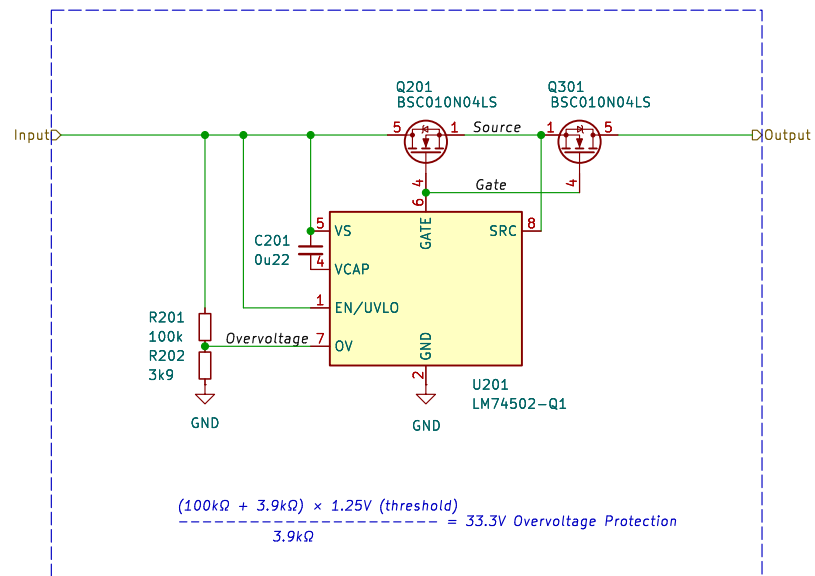 Q201
BSC010N04LS
Q301
BSC010N04LS
Input
5
1
Source
1
5
Output
4
Gate
4
6
5
VS
GATE
SRC
8
C201
0u22
4
VCAP
1
EN/UVLO
R201
100k
Overvoltage
7
OV
GND
R202
3k9
2
U201
LM74502-Q1
GND
GND
(100kΩ + 3.9kΩ) × 1.25V (threshold)
= 33.3V Overvoltage Protection
3.9kΩ